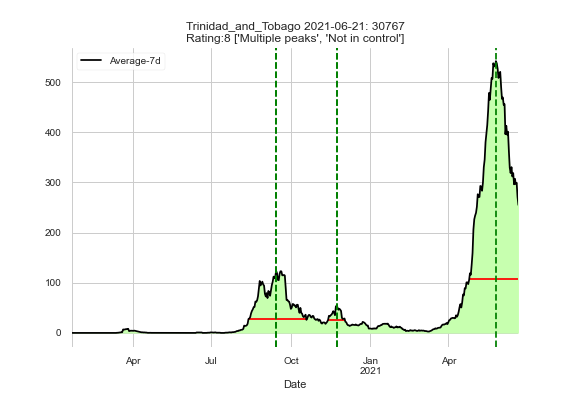 Trinidad_and_Tobago 2021-06-21: 30767
Rating:8 ['Multiple peaks', 'Not in control']
Average-7d
500
400
300
200
100
0
Apr Jul Oct Jan Apr
2021
Date